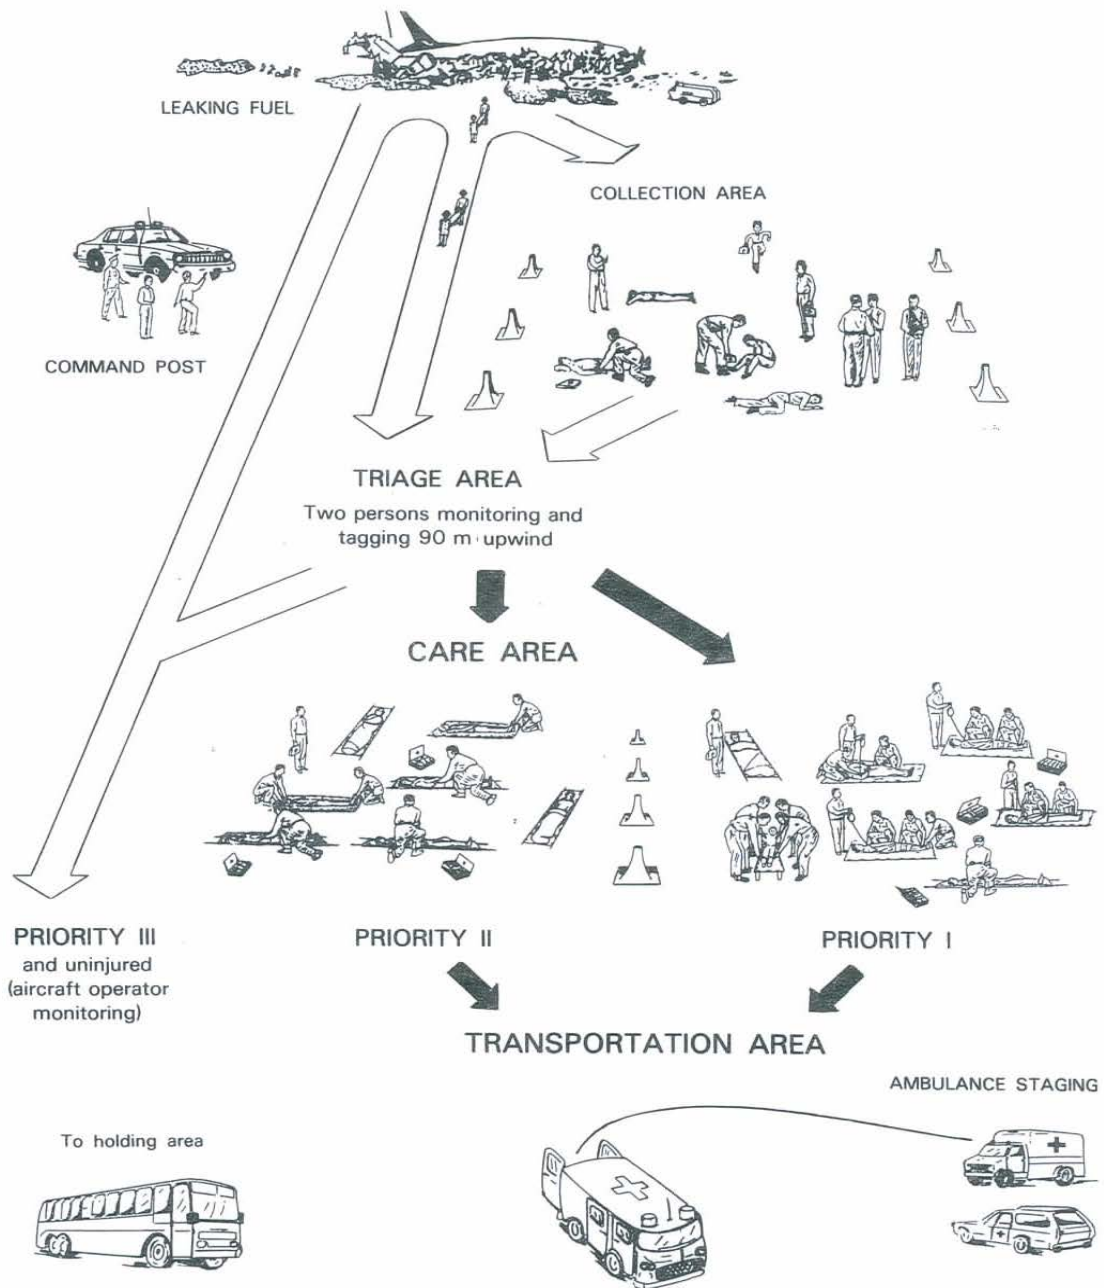 LEAKING FUEL
COLLECTION AREA
COMMAND POST
TRIAGE AREA
Two persons monitoring and
tagging 90 m upwind
CARE AREA
PRIORITY III
and uninjured
(aircraft operator
monitoring)
PRIORITY II
PRIORITY I
TRANSPORTATION AREA
AMBULANCE STAGING
To holding area